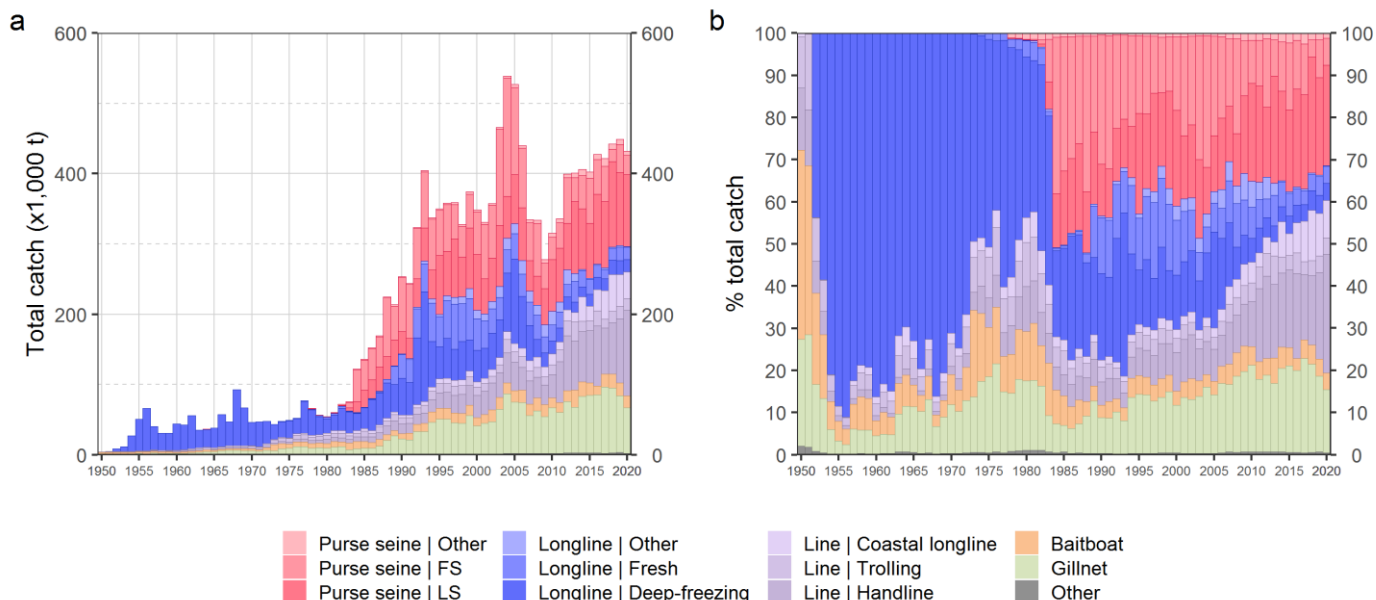 a
b
Total catch (x1,000 t)
600
400
200
0
600
400
200
0
1950 1955 1960 1965 1970 1975 1980 1985 1990 1995 2000 2005 2010 2015 2020
% total catch
100
90
80
70
60
50
40
30
20
10
0
100
90
80
70
60
50
40
30
20
10
0
1950 1955 1960 1965 1970 1975 1980 1985 1990 1995 2000 2005 2010 2015 2020
Purse seine | Other
Purse seine | FS
Purse seine | LS
Longline | Other
Longline | Fresh
Longline | Deep-freezing
Line | Coastal longline
Line | Trolling
Line | Handline
Baitboat
Gillnet
Other